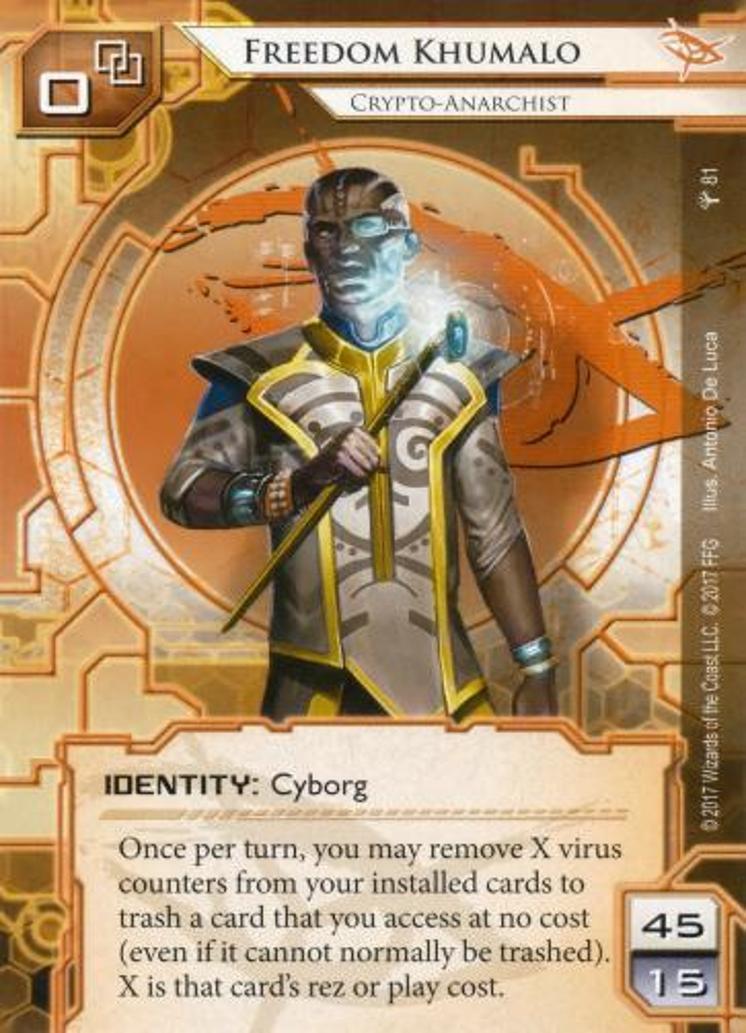 0
FREEDOM KHUMALO
CRYPTO-ANARCHIST
81
Illus. Antonio De Luca
© 2017 Wizards of the Coast LLC. © 2017 FFG
IDENTITY: Cyborg
Once per turn, you may remove X virus
counters from your installed cards to
trash a card that you access at no cost
(even if it cannot normally be trashed).
X is that card's rez or play cost.
45
15